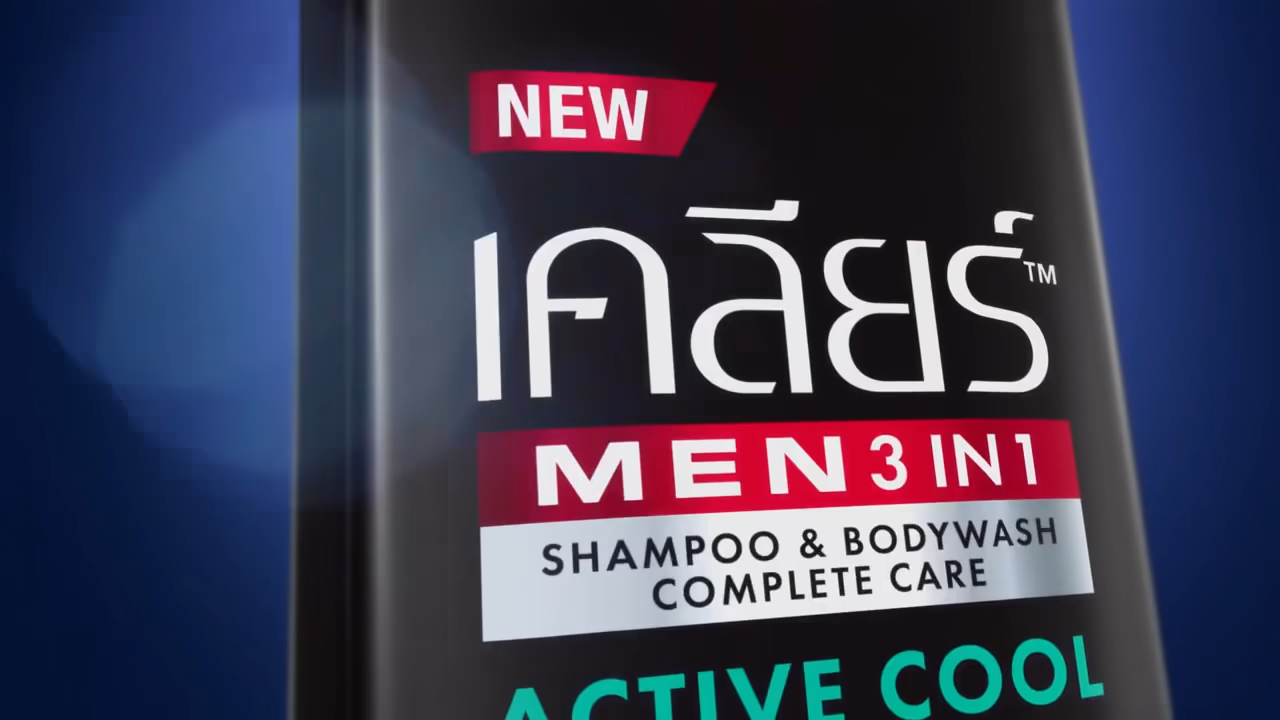 NEW
เคลียร์™
MEN 3 IN 1
SHAMPOO & BODYWASH
COMPLETE CARE
ACTIVE COOL